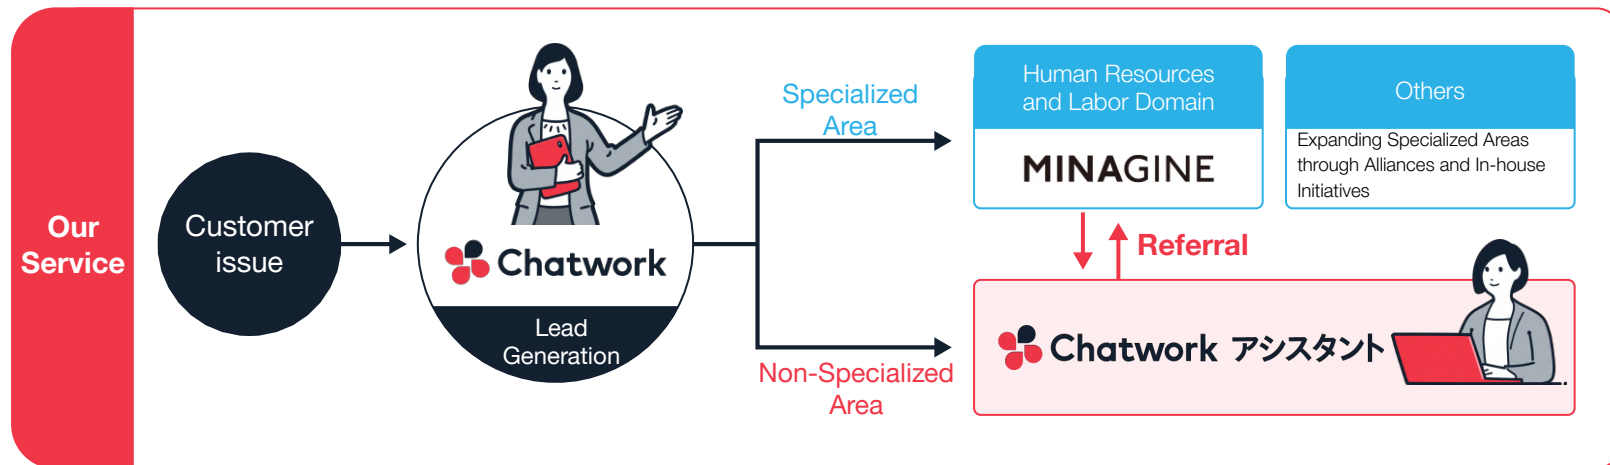 Our
Service
Customer
issue
Chatwork
Lead
Generation
Specialized
Area
Non-Specialized
Area
Human Resources
and Labor Domain
MINAGINE
Others
Expanding Specialized Areas
through Alliances and In-house
Initiatives
Referral
Chatwork アシスタント